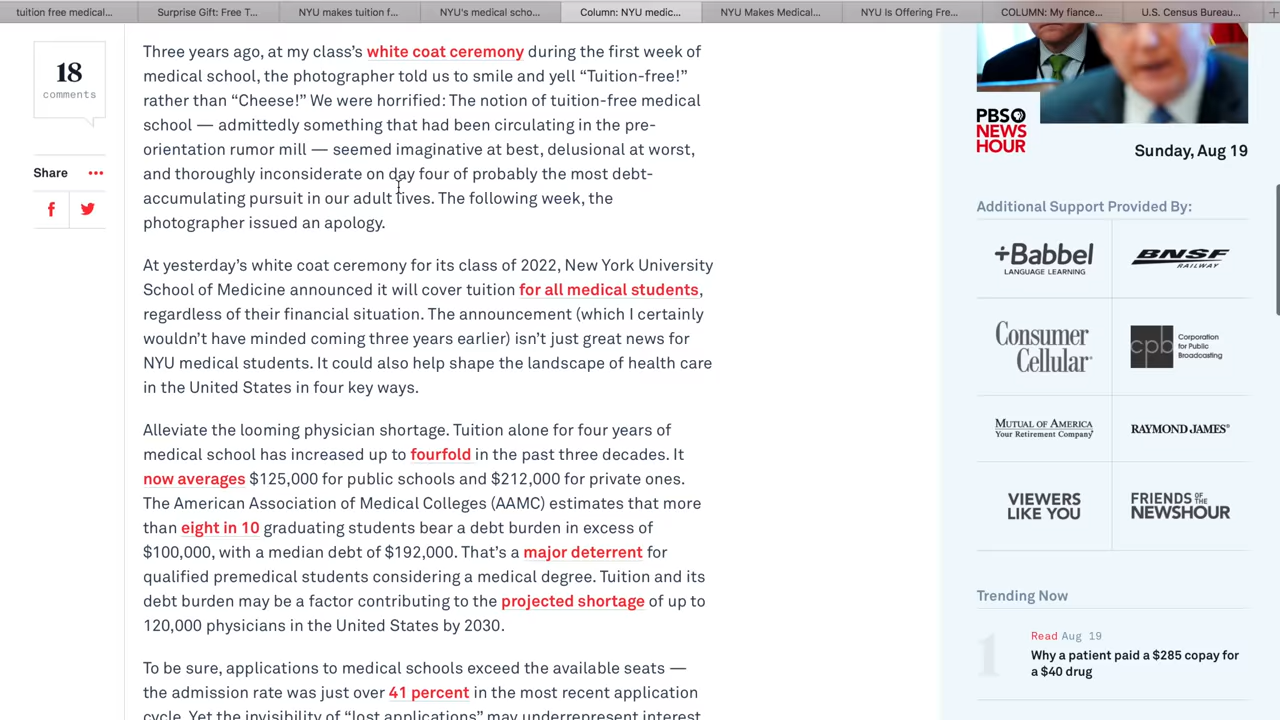 tuition free medical...
Surprise Gift: Free T...
NYU makes tuition f...
NYU's medical scho...
Column: NYU medic...
NYU Makes Medical...
NYU Is Offering Fre...
COLUMN: My fiance...
U.S. Census Bureau...
18
comments
Share
Three years ago, at my class’s white coat ceremony during the first week of
medical school, the photographer told us to smile and yell “Tuition-free!”
rather than “Cheese!” We were horrified: The notion of tuition-free medical
school — admittedly something that had been circulating in the pre-
orientation rumor mill — seemed imaginative at best, delusional at worst,
and thoroughly inconsiderate on day four of probably the most debt-
accumulating pursuit in our adult lives. The following week, the
photographer issued an apology.
At yesterday’s white coat ceremony for its class of 2022, New York University
School of Medicine announced it will cover tuition for all medical students,
regardless of their financial situation. The announcement (which I certainly
wouldn’t have minded coming three years earlier) isn’t just great news for
NYU medical students. It could also help shape the landscape of health care
in the United States in four key ways.
Alleviate the looming physician shortage. Tuition alone for four years of
medical school has increased up to fourfold in the past three decades. It
now averages $125,000 for public schools and $212,000 for private ones.
The American Association of Medical Colleges (AAMC) estimates that more
than eight in 10 graduating students bear a debt burden in excess of
$100,000, with a median debt of $192,000. That’s a major deterrent for
qualified premedical students considering a medical degree. Tuition and its
debt burden may be a factor contributing to the projected shortage of up to
120,000 physicians in the United States by 2030.
To be sure, applications to medical schools exceed the available seats —
the admission rate was just over 41 percent in the most recent application
cycle. Yet the invisibility of “lost applications” may underrepresent interest
PBS
NEWS
HOUR
Sunday, Aug 19
Additional Support Provided By:
+Babbel
LANGUAGE LEARNING
BNSF
RAILWAY
Consumer
Cellular
cpb
Corporation
for Public
Broadcasting
MUTUAL OF AMERICA
Your Retirement Company
RAYMOND JAMES
VIEWERS
LIKE YOU
FRIENDS OF THE
NEWSHOUR
Trending Now
1
Read Aug 19
Why a patient paid a $285 copay for
a $40 drug